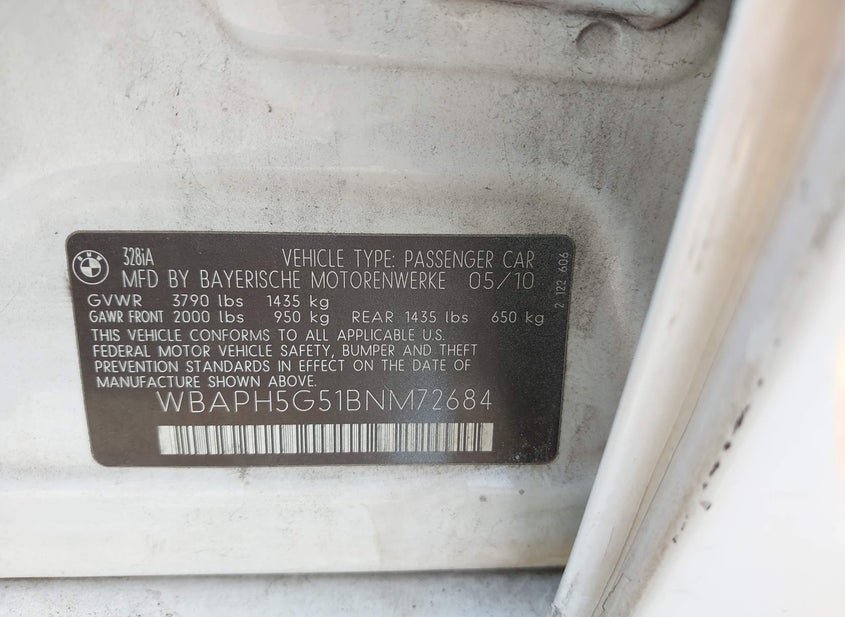 BMW
328iA VEHICLE TYPE: PASSENGER CAR
MFD BY BAYERISCHE MOTORENWERKE 05/10
GVWR 3790 lbs 1435 kg
GAWR FRONT 2000 lbs 950 kg REAR 1435 lbs 650 kg
THIS VEHICLE CONFORMS TO ALL APPLICABLE U.S.
FEDERAL MOTOR VEHICLE SAFETY, BUMPER AND THEFT
PREVENTION STANDARDS IN EFFECT ON THE DATE OF
MANUFACTURE SHOWN ABOVE.
WBAPH5G51BNM72684
2 122 606